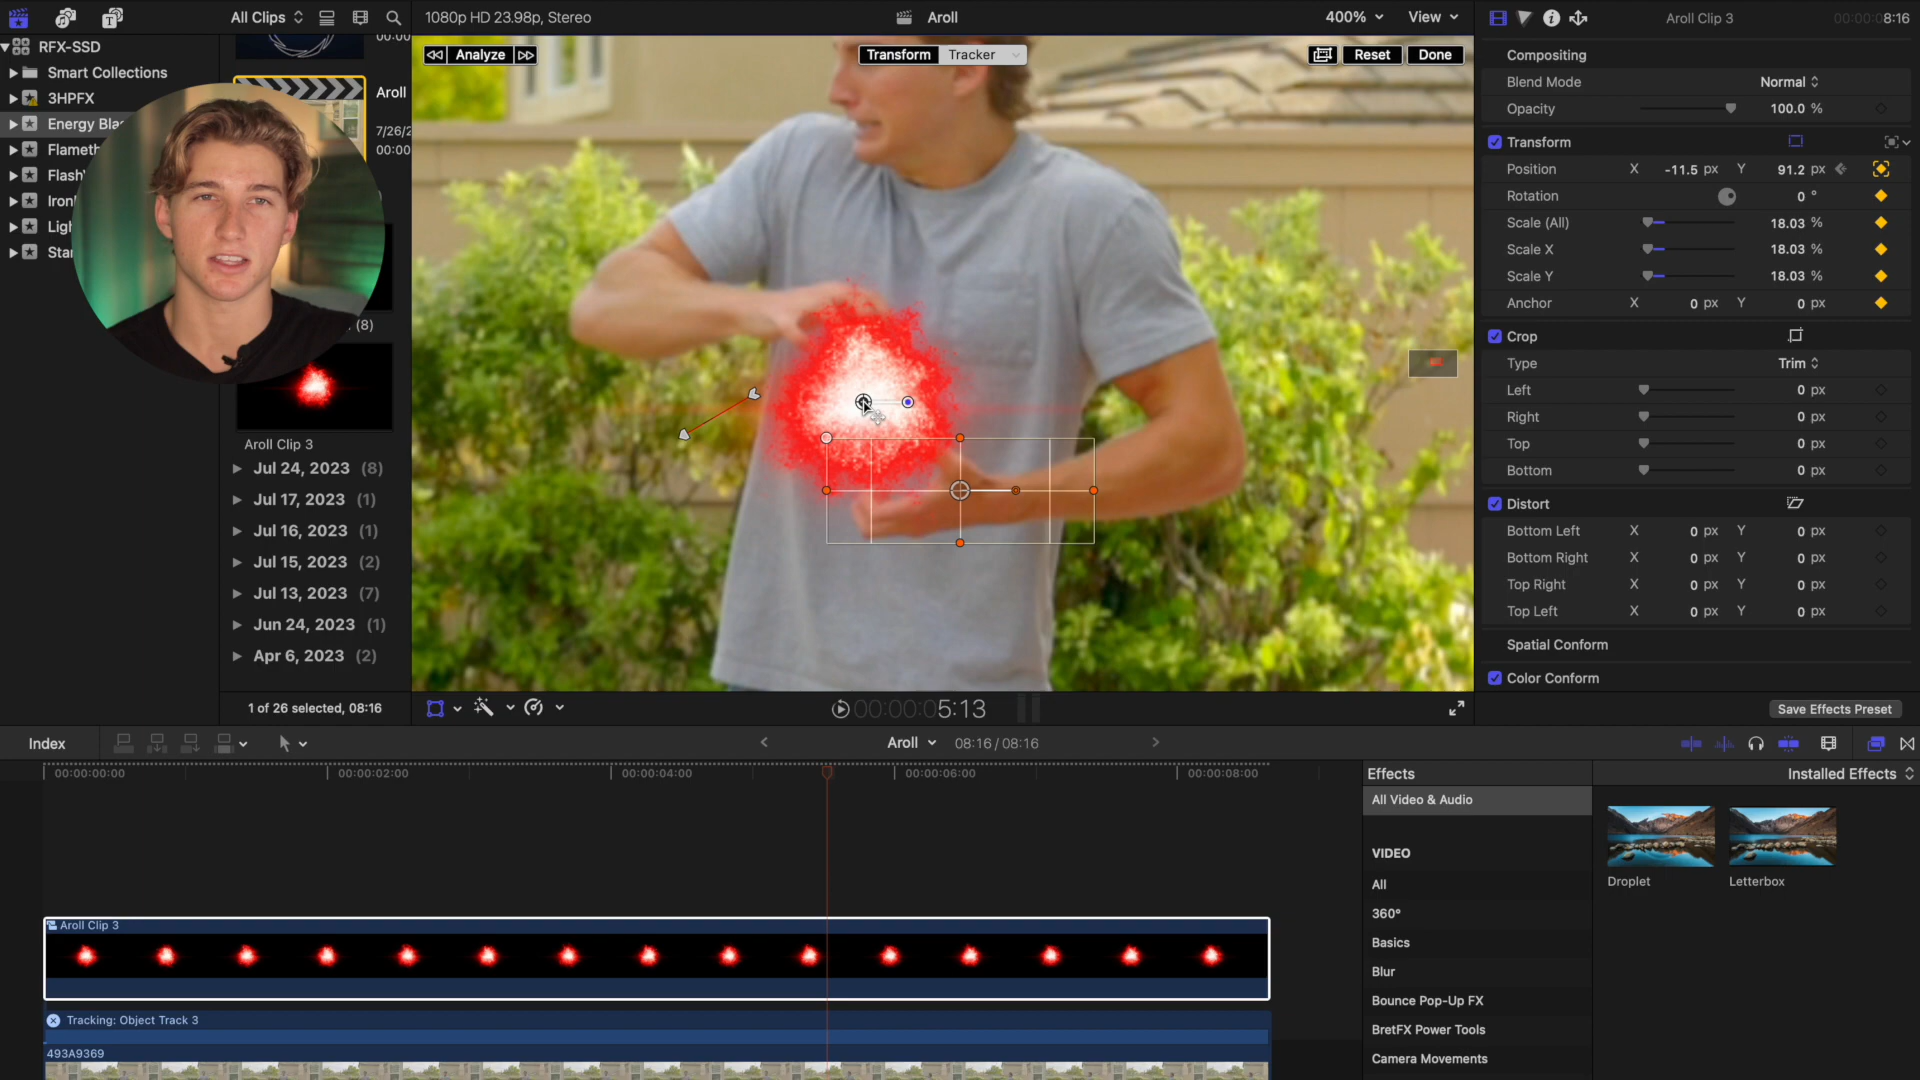 All Clips
1080p HD 23.98p, Stereo
Aroll
400%
View
Aroll Clip 3
00:00:08:16
RFX-SSD
Smart Collections
3HPFX
Energy Blas
Flameth
Flash
Iron
Ligh
Star
00:00
Aroll
7/26/2
00:00
(8)
Aroll Clip 3
Jul 24, 2023 (8)
Jul 17, 2023 (1)
Jul 16, 2023 (1)
Jul 15, 2023 (2)
Jul 13, 2023 (7)
Jun 24, 2023 (1)
Apr 6, 2023 (2)
1 of 26 selected, 08:16
Analyze
Transform
Tracker
Reset
Done
00:00:05:13
Compositing
Blend Mode Normal
Opacity 100.0 %
Transform
Position X -11.5 px Y 91.2 px
Rotation 0 °
Scale (All) 18.03 %
Scale X 18.03 %
Scale Y 18.03 %
Anchor X 0 px Y 0 px
Crop
Type Trim
Left 0 px
Right 0 px
Top 0 px
Bottom 0 px
Distort
Bottom Left X 0 px Y 0 px
Bottom Right X 0 px Y 0 px
Top Right X 0 px Y 0 px
Top Left X 0 px Y 0 px
Spatial Conform
Color Conform
Save Effects Preset
Index
Aroll
08:16 / 08:16
00:00:00:00
00:00:02:00
00:00:04:00
00:00:06:00
00:00:08:00
Aroll Clip 3
Tracking: Object Track 3
493A9369
Effects
Installed Effects
All Video & Audio
VIDEO
All
360°
Basics
Blur
Bounce Pop-Up FX
BretFX Power Tools
Camera Movements
Droplet
Letterbox